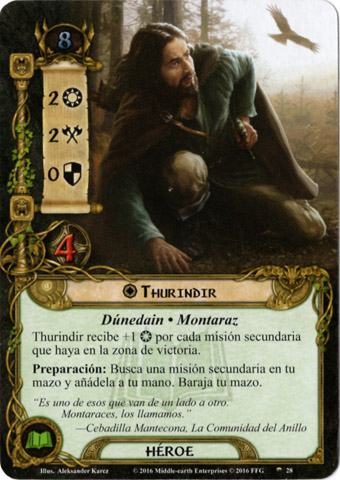 8
2
2
0
4
Thurindir
Dúnedain • Montaraz
Thurindir recibe +1 por cada misión secundaria
que haya en la zona de victoria.
Preparación: Busca una misión secundaria en tu
mazo y añádela a tu mano. Baraja tu mazo.
“Es uno de esos que van de un lado a otro.
Montaraces, los llamamos.”
—Cebadilla Mantecona, La Comunidad del Anillo
HÉROE
Illus. Aleksander Karcz © 2016 Middle-earth Enterprises © 2016 FFG 28